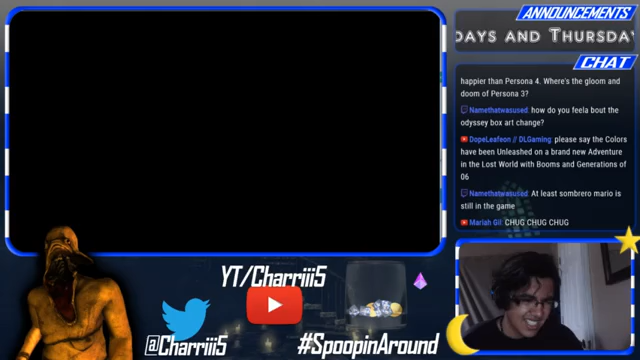 ANNOUNCEMENTS
DAYS AND THURSDAY
CHAT
happier than Persona 4. Where's the gloom and
doom of Persona 3?
Namethatwasused: how do you feela bout the
odyssey box art change?
DopeLeafeon // DLGaming: please say the Colors
have been Unleashed on a brand new Adventure
in the Lost World with Booms and Generations of
06
Namethatwasused: At least sombrero mario is
still in the game
Mariah Gil: CHUG CHUG CHUG
YT/Charriii5
@Charriii5
#SpoopinAround